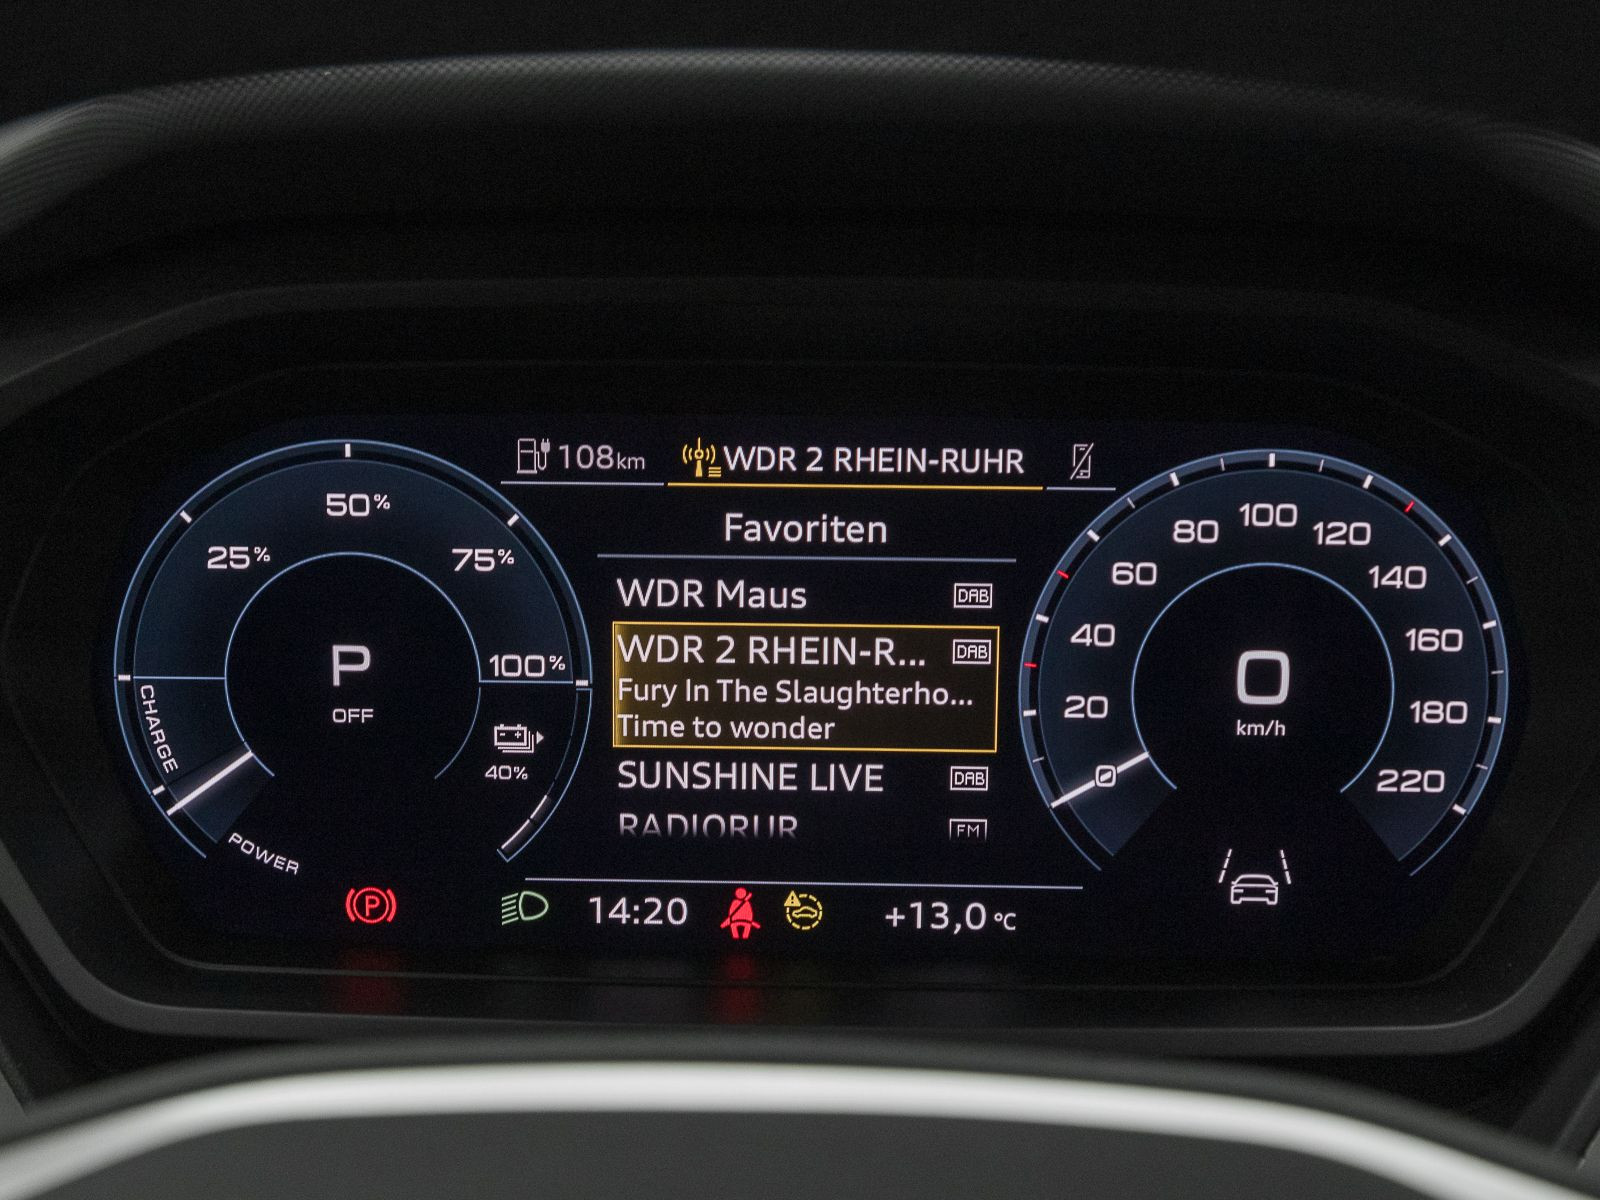 108 km
WDR 2 RHEIN-RUHR
Favoriten
WDR Maus DAB
WDR 2 RHEIN-R... DAB
Fury In The Slaughterho...
Time to wonder
SUNSHINE LIVE DAB
FM
25%
50%
75%
100%
P
OFF
CHARGE
POWER
40%
0
20
40
60
80
100
120
140
160
180
220
0
km/h
P
14:20
+13,0 °C